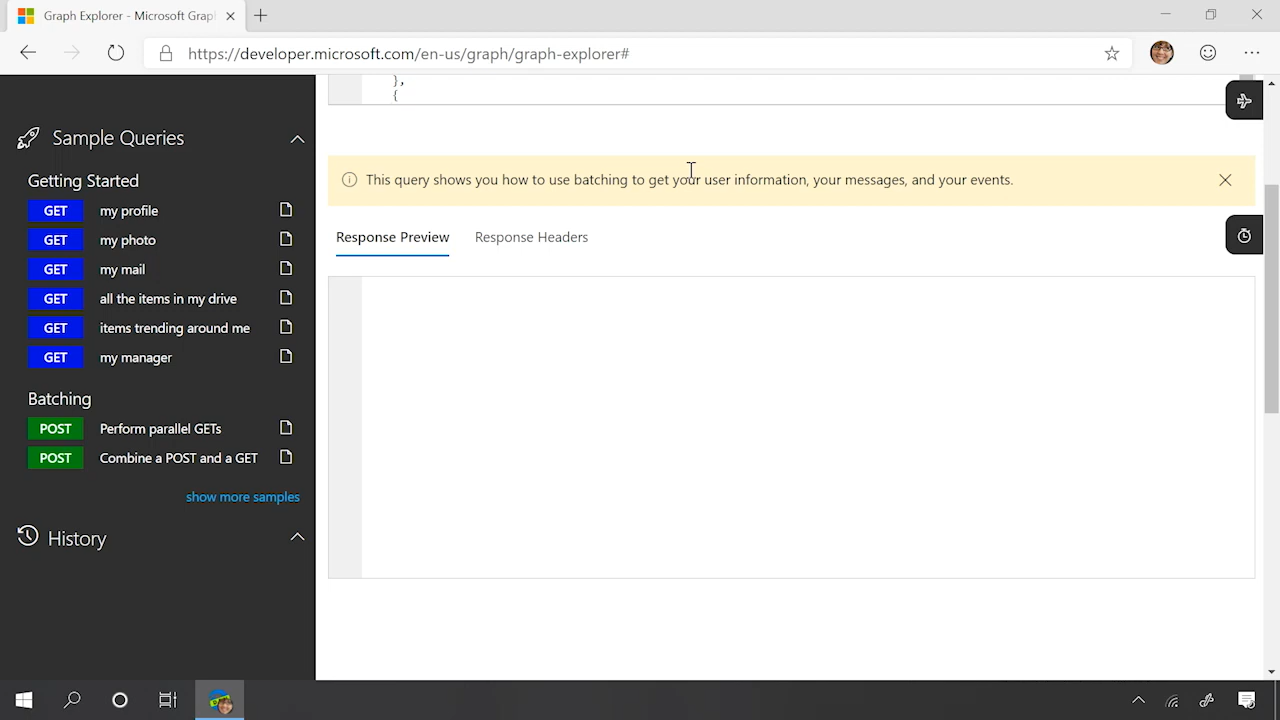 Graph Explorer - Microsoft Grap
https://developer.microsoft.com/en-us/graph/graph-explorer#
},
{
Sample Queries
This query shows you how to use batching to get your user information, your messages, and your events.
Getting Started
GET my profile
GET my photo
GET my mail
GET all the items in my drive
GET items trending around me
GET my manager
Response Preview Response Headers
Batching
POST Perform parallel GETs
POST Combine a POST and a GET
show more samples
History